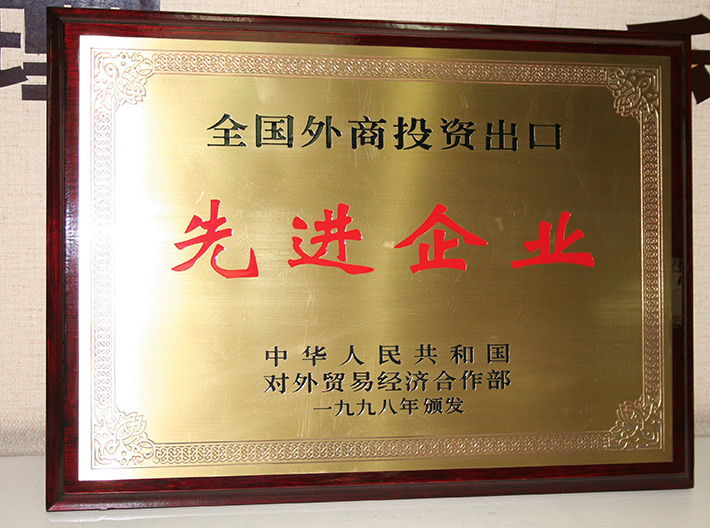 全国外商投资出口
先进企业
中华人民共和国
对外贸易经济合作部
一九九八年颁发